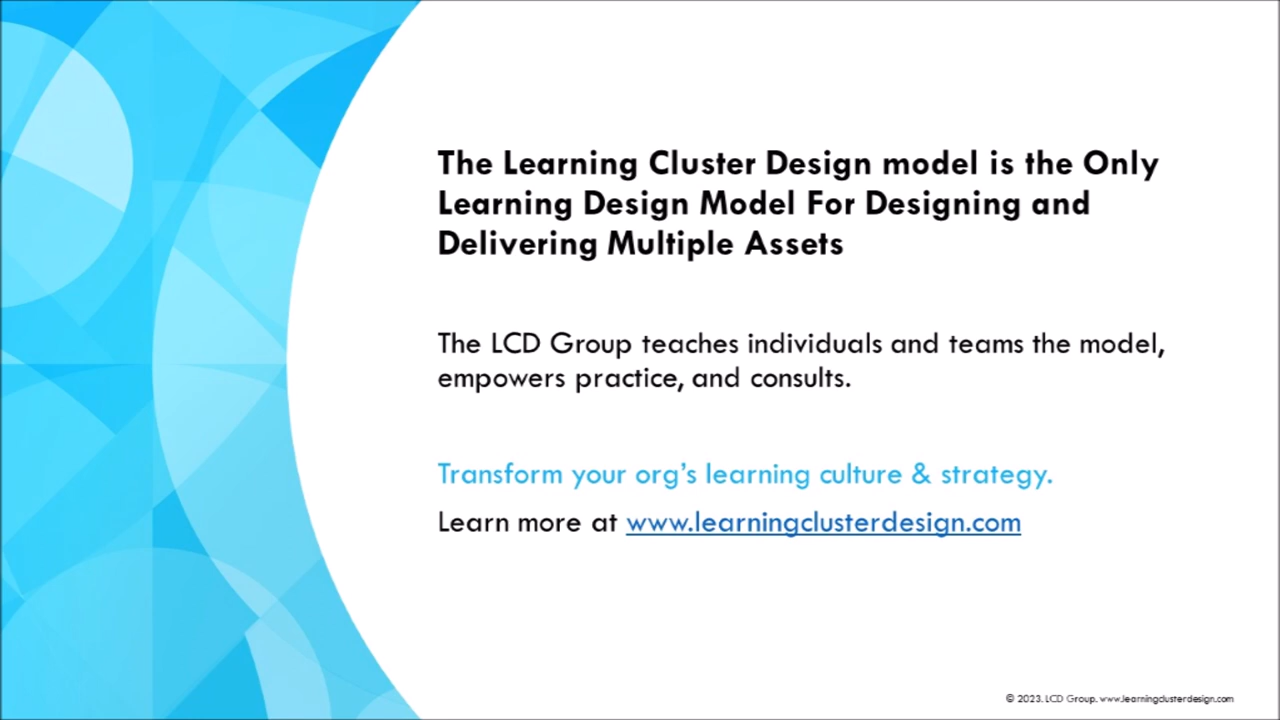 The Learning Cluster Design model is the Only
Learning Design Model For Designing and
Delivering Multiple Assets
The LCD Group teaches individuals and teams the model,
empowers practice, and consults.
Transform your org’s learning culture & strategy.
Learn more at www.learningclusterdesign.com
© 2023. LCD Group. www.learningclusterdesign.com